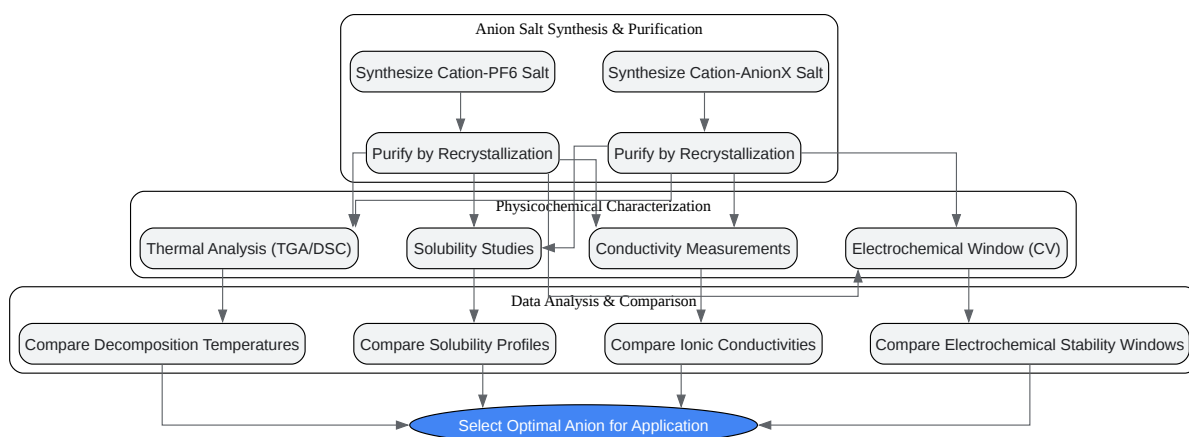 Anion Salt Synthesis & Purification
Synthesize Cation-PF6 Salt
Synthesize Cation-AnionX Salt
Purify by Recrystallization
Purify by Recrystallization
Physicochemical Characterization
Thermal Analysis (TGA/DSC)
Solubility Studies
Conductivity Measurements
Electrochemical Window (CV)
Data Analysis & Comparison
Compare Decomposition Temperatures
Compare Solubility Profiles
Compare Ionic Conductivities
Compare Electrochemical Stability Windows
Select Optimal Anion for Application